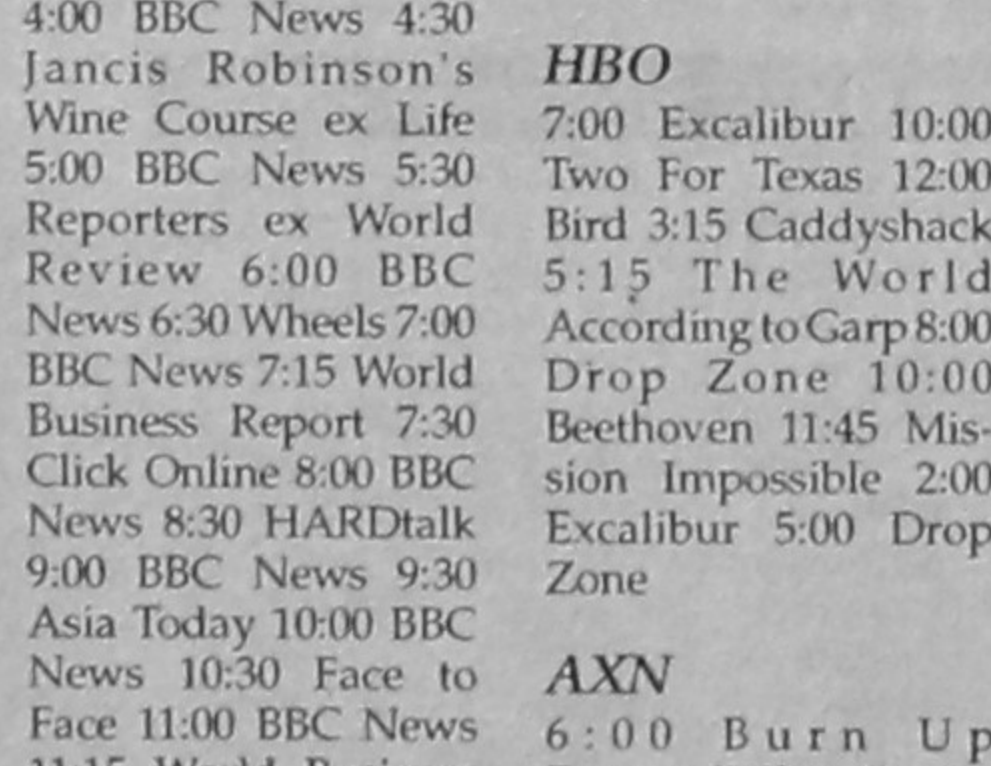 4:00 BBC News 4:30
Jancis Robinson's
Wine Course ex Life
5:00 BBC News 5:30
Reporters ex World
Review 6:00 BBC
News 6:30 Wheels 7:00
BBC News 7:15 World
Business Report 7:30
Click Online 8:00 BBC
News 8:30 HARDtalk
9:00 BBC News 9:30
Asia Today 10:00 BBC
News 10:30 Face to
Face 11:00 BBC News
11:15 World
HBO
7:00 Excalibur 10:00
Two For Texas 12:00
Bird 3:15 Caddyshack
5:15 The World
According to Garp 8:00
Drop Zone 10:00
Beethoven 11:45 Mis-
sion Impossible 2:00
Excalibur 5:00 Drop
Zone
AXN
6:00 Burn Up